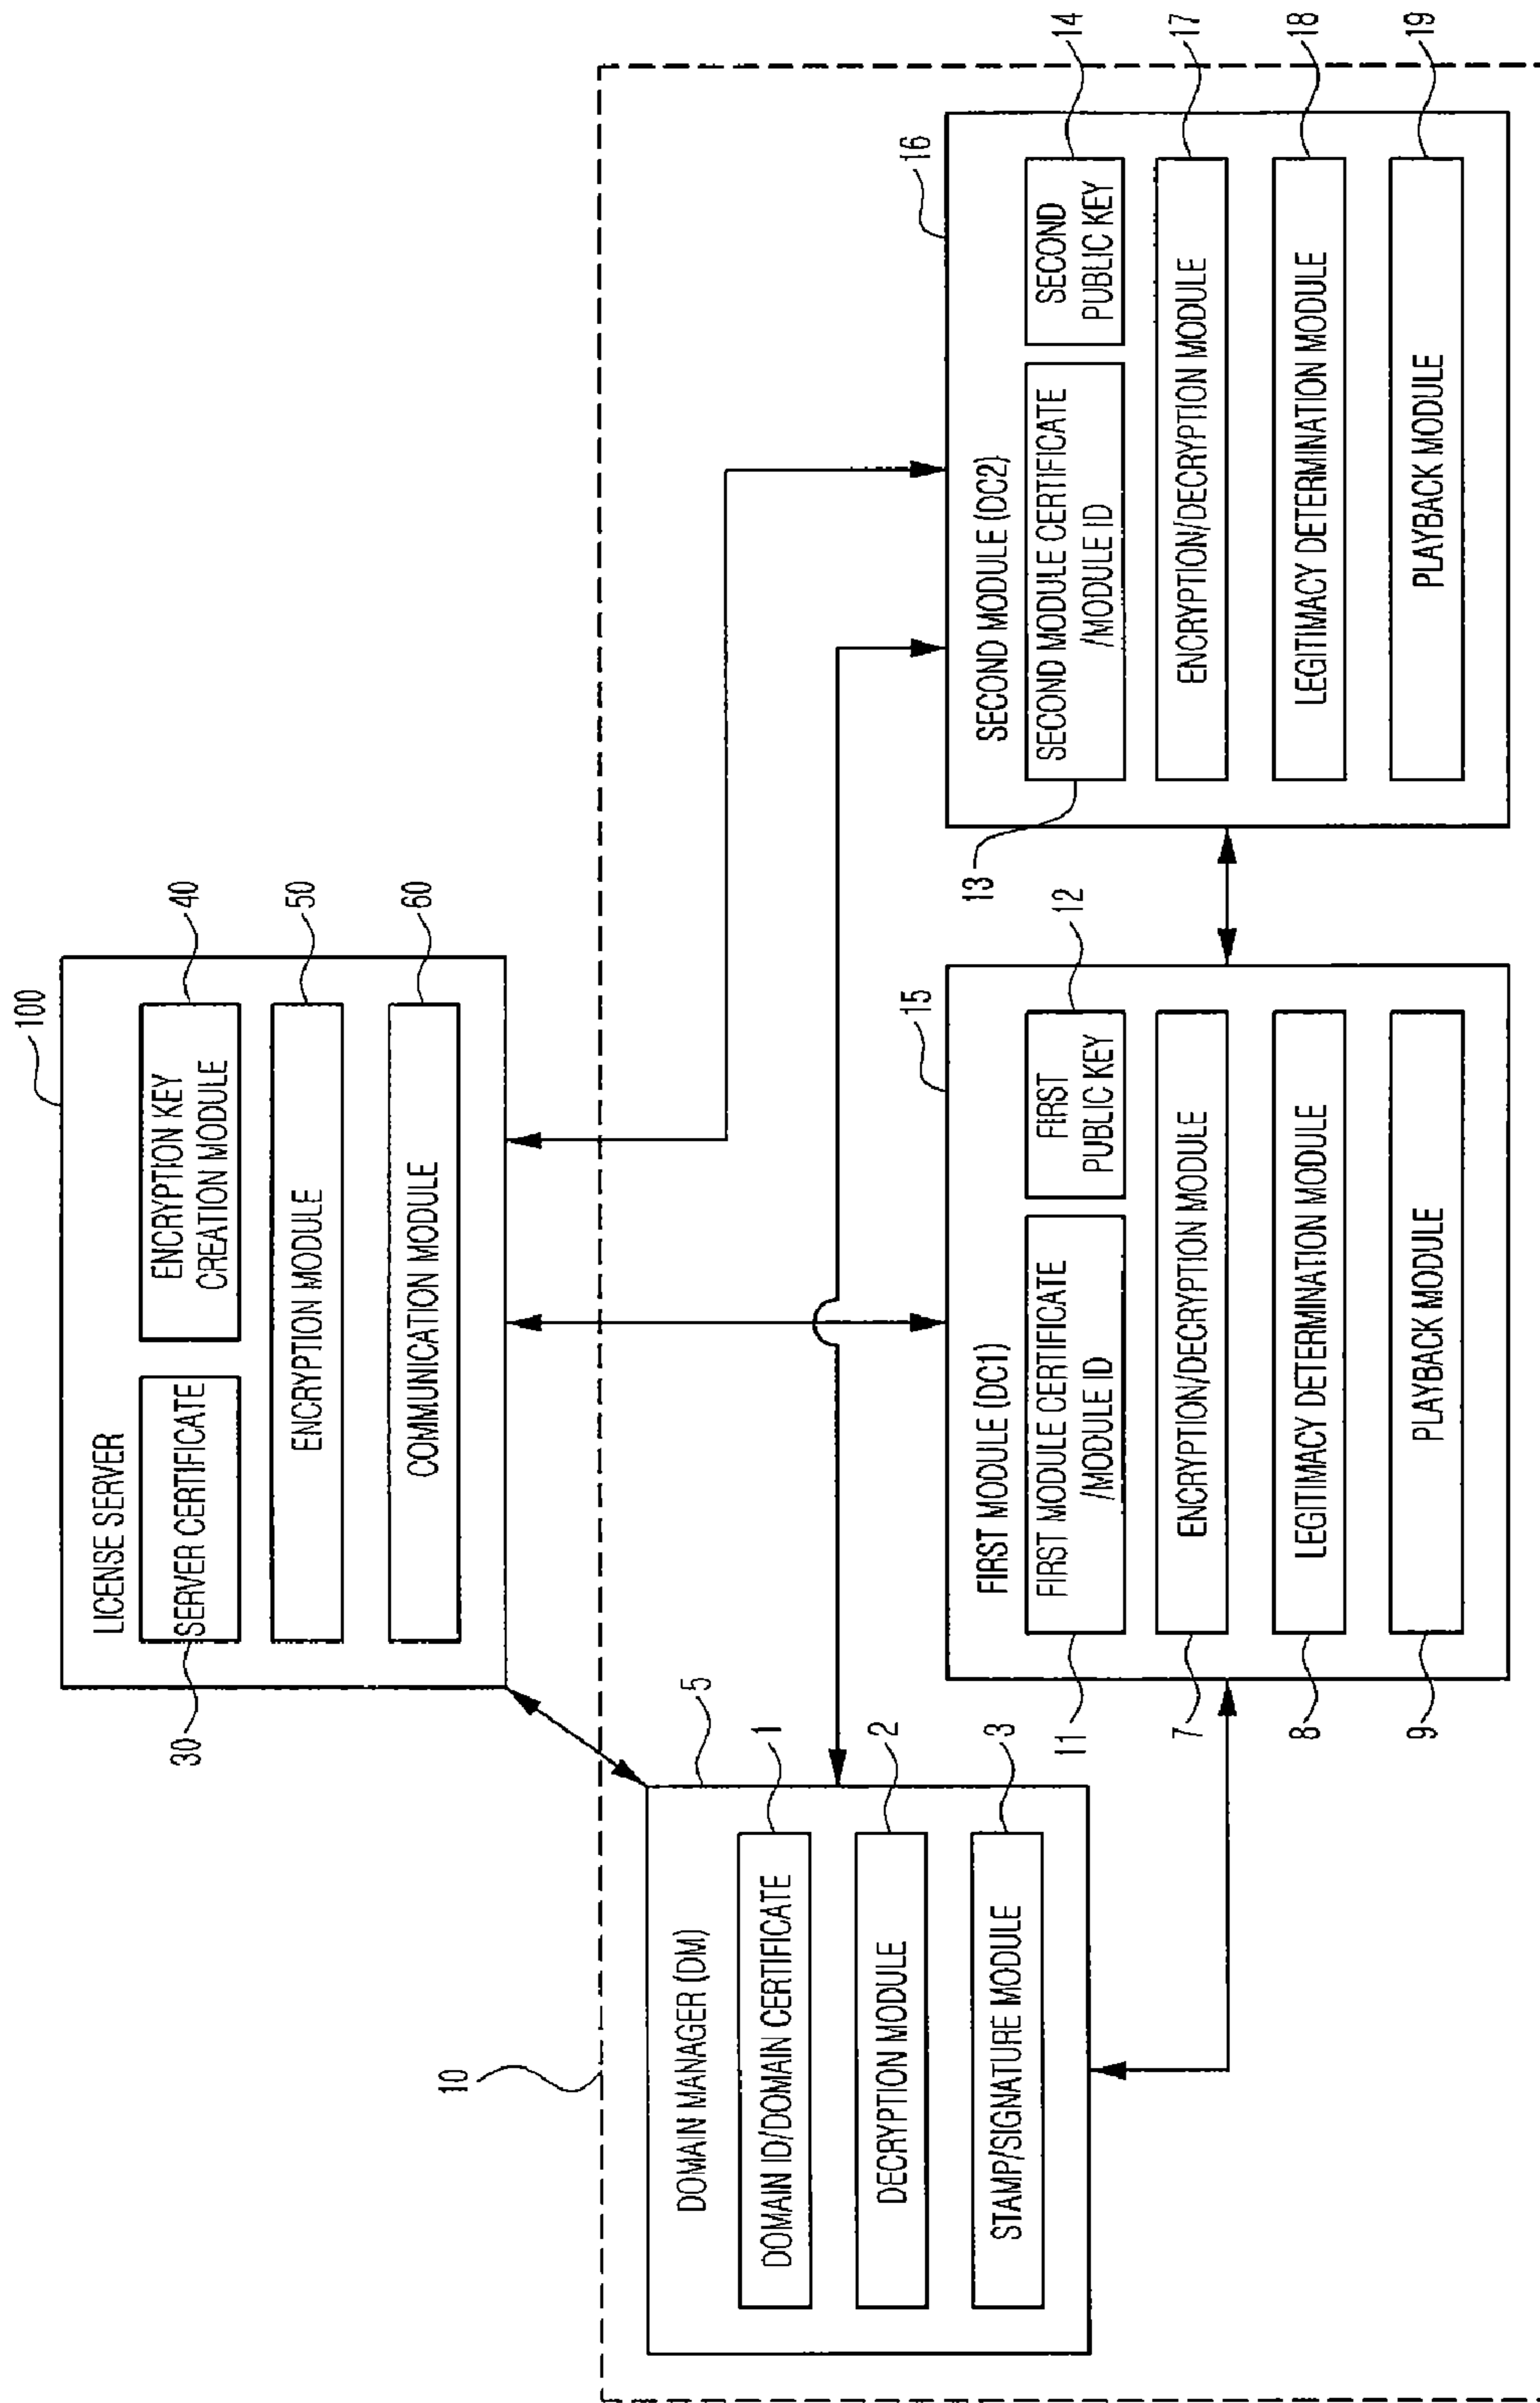 100
LICENSE SERVER
SERVER CERTIFICATE
ENCRYPTION KEY
CREATION MODULE
40
ENCRYPTION MODULE
50
COMMUNICATION MODULE
60
30
10
DOMAIN MANAGER (DM)
5
DOMAIN ID/DOMAIN CERTIFICATE
1
DECRYPTION MODULE
2
STAMP/SIGNATURE MODULE
3
15
FIRST MODULE (DC1)
FIRST MODULE CERTIFICATE
/MODULE ID
FIRST
PUBLIC KEY
12
11
ENCRYPTION/DECRYPTION MODULE
7
LEGITIMACY DETERMINATION MODULE
8
PLAYBACK MODULE
9
16
SECOND MODULE (DC2)
SECOND MODULE CERTIFICATE
/MODULE ID
SECOND
PUBLIC KEY
14
13
ENCRYPTION/DECRYPTION MODULE
17
LEGITIMACY DETERMINATION MODULE
18
PLAYBACK MODULE
19